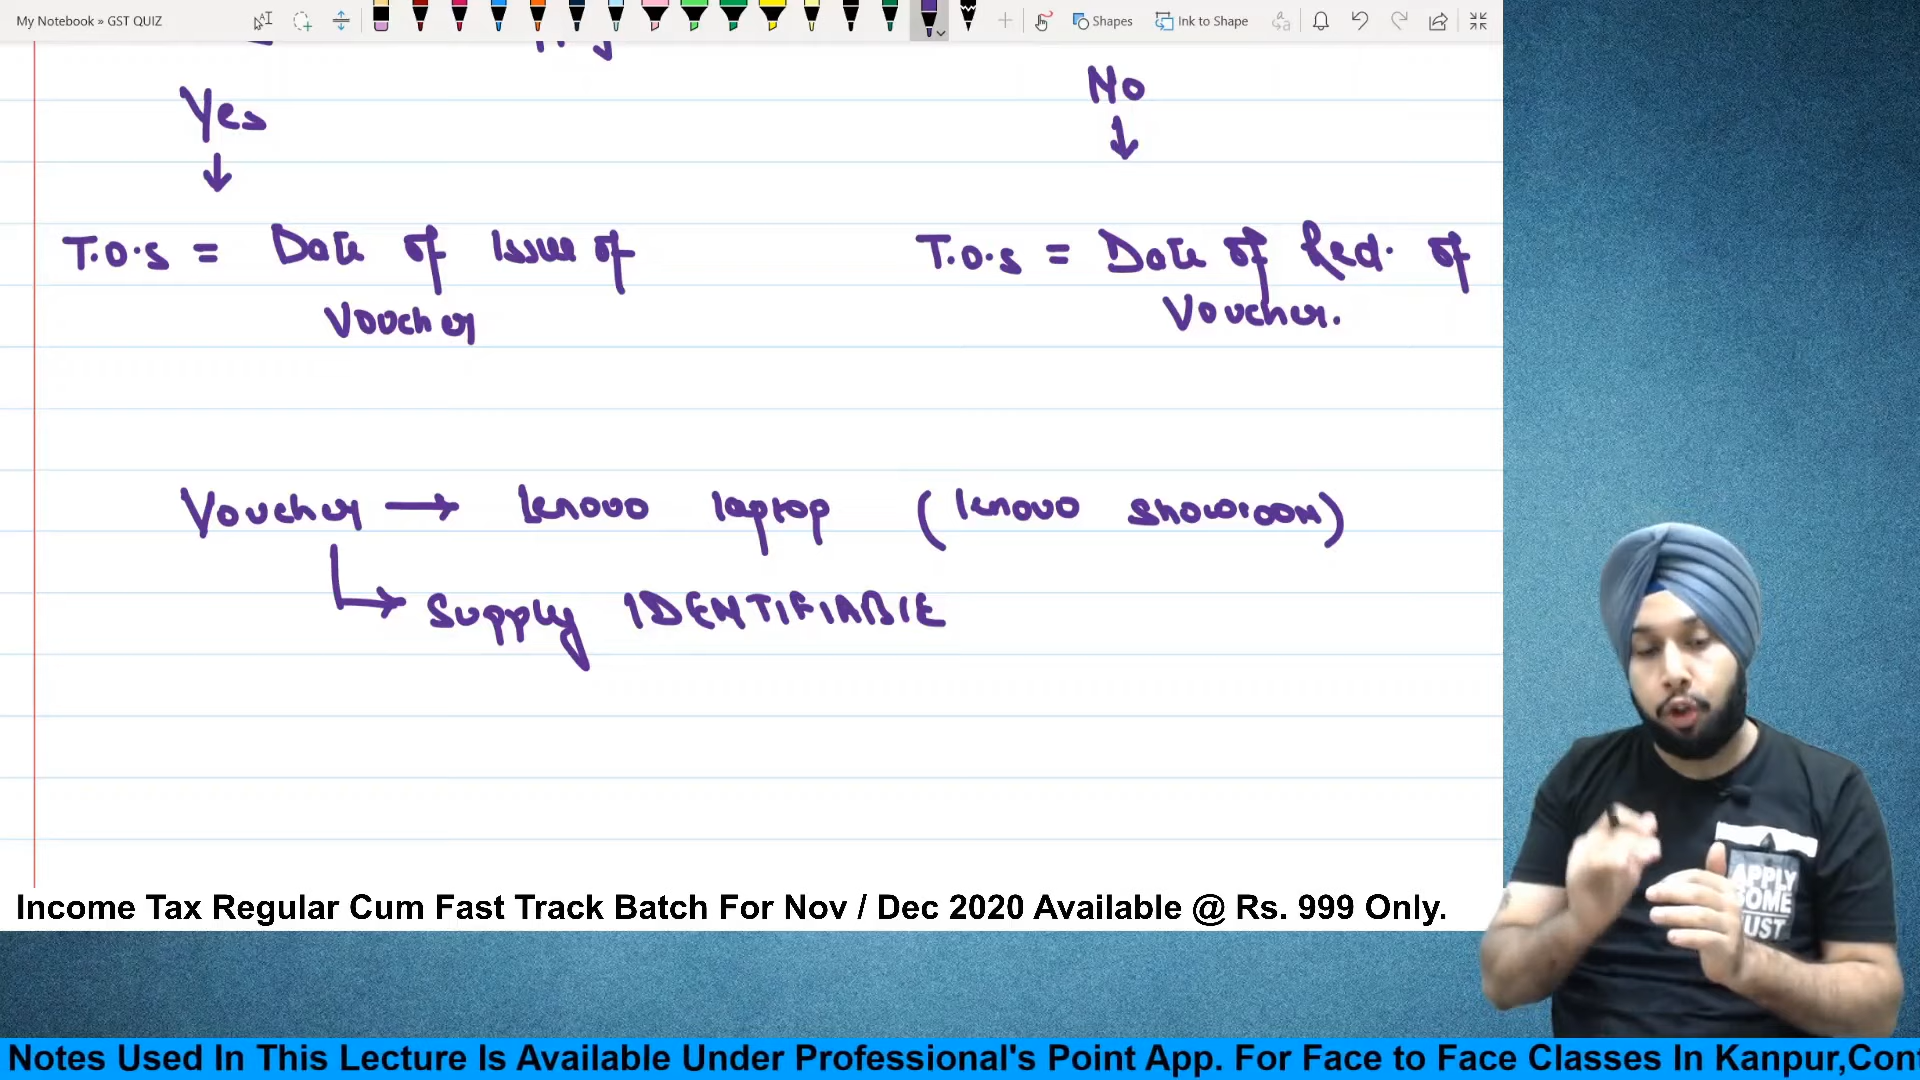 My Notebook » GST QUIZ
Shapes
Ink to Shape
Yes
No
T.O.S = Date of Issue of
Voucher
T.O.S = Date of Red. of
Voucher.
Voucher → Lenovo laptop (Lenovo showroom)
Supply IDENTIFIABLE
APPLY
SOME
Income Tax Regular Cum Fast Track Batch For Nov / Dec 2020 Available @ Rs. 999 Only.
Notes Used In This Lecture Is Available Under Professional's Point App. For Face to Face Classes In Kanpur,Cont